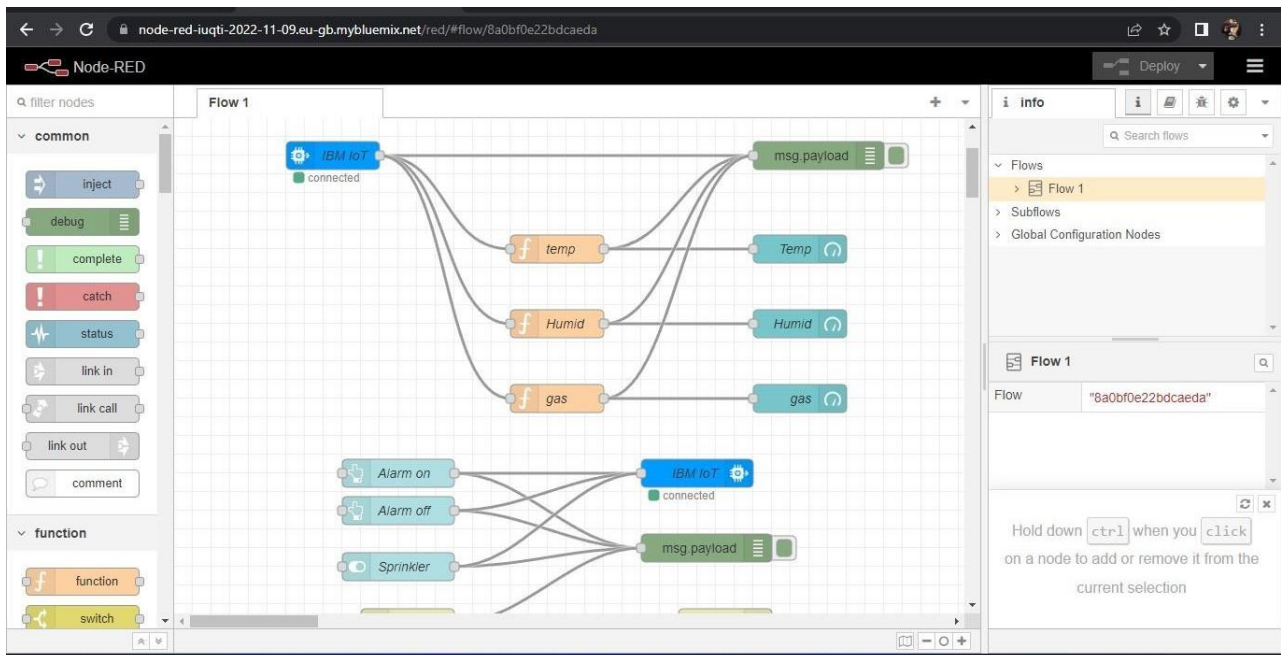 node-red-iuqti-2022-11-09.eu-gb.mybluemix.net/red/#flow/8a0bf0e22bdcaeda
Node-RED
Deploy
filter nodes
common
inject
debug
complete
catch
status
link in
link call
link out
comment
function
function
switch
Flow 1
IBM IoT
connected
msg.payload
temp
Temp
Humid
Humid
gas
gas
Alarm on
Alarm off
Sprinkler
IBM IoT
connected
msg.payload
i info
i
Search flows
Flows
Flow 1
Subflows
Global Configuration Nodes
Flow 1
Flow "8a0bf0e22bdcaeda"
Hold down ctrl when you click
on a node to add or remove it from the
current selection